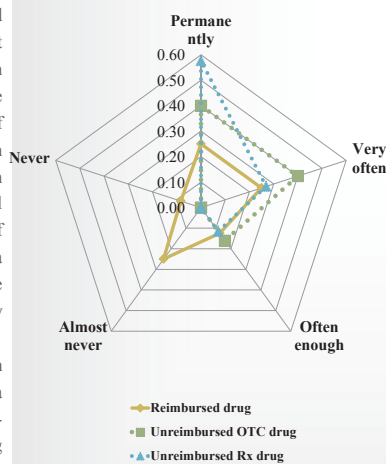 Permane
ntly
0.60
0.50
0.40
0.30
0.20
0.10
0.00
Very
often
Often
enough
Almost
never
Never
Reimbursed drug
Unreimbursed OTC drug
Unreimbursed Rx drug